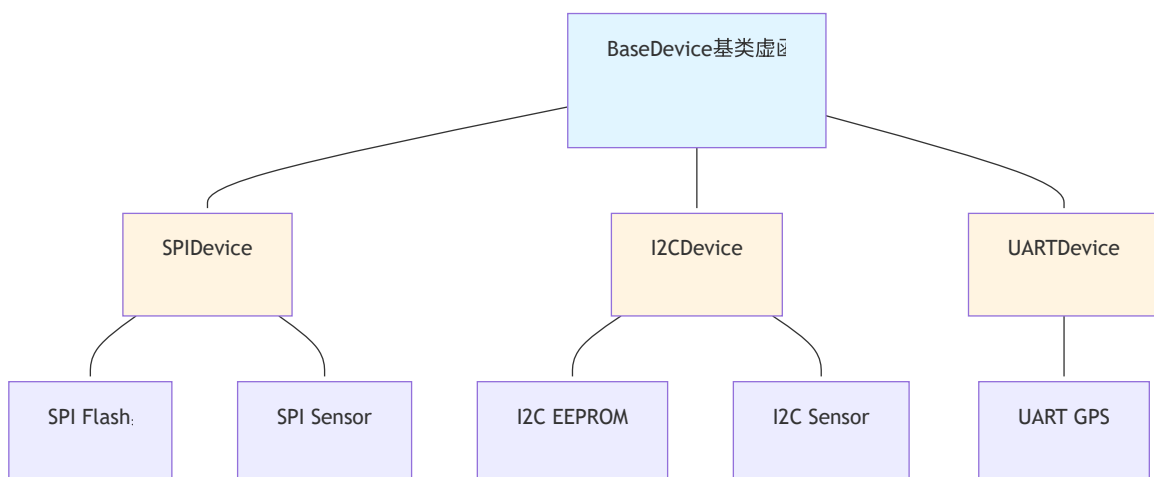 BaseDevice基类虚
SPIDevice
I2CDevice
UARTDevice
SPI Flash
SPI Sensor
I2C EEPROM
I2C Sensor
UART GPS